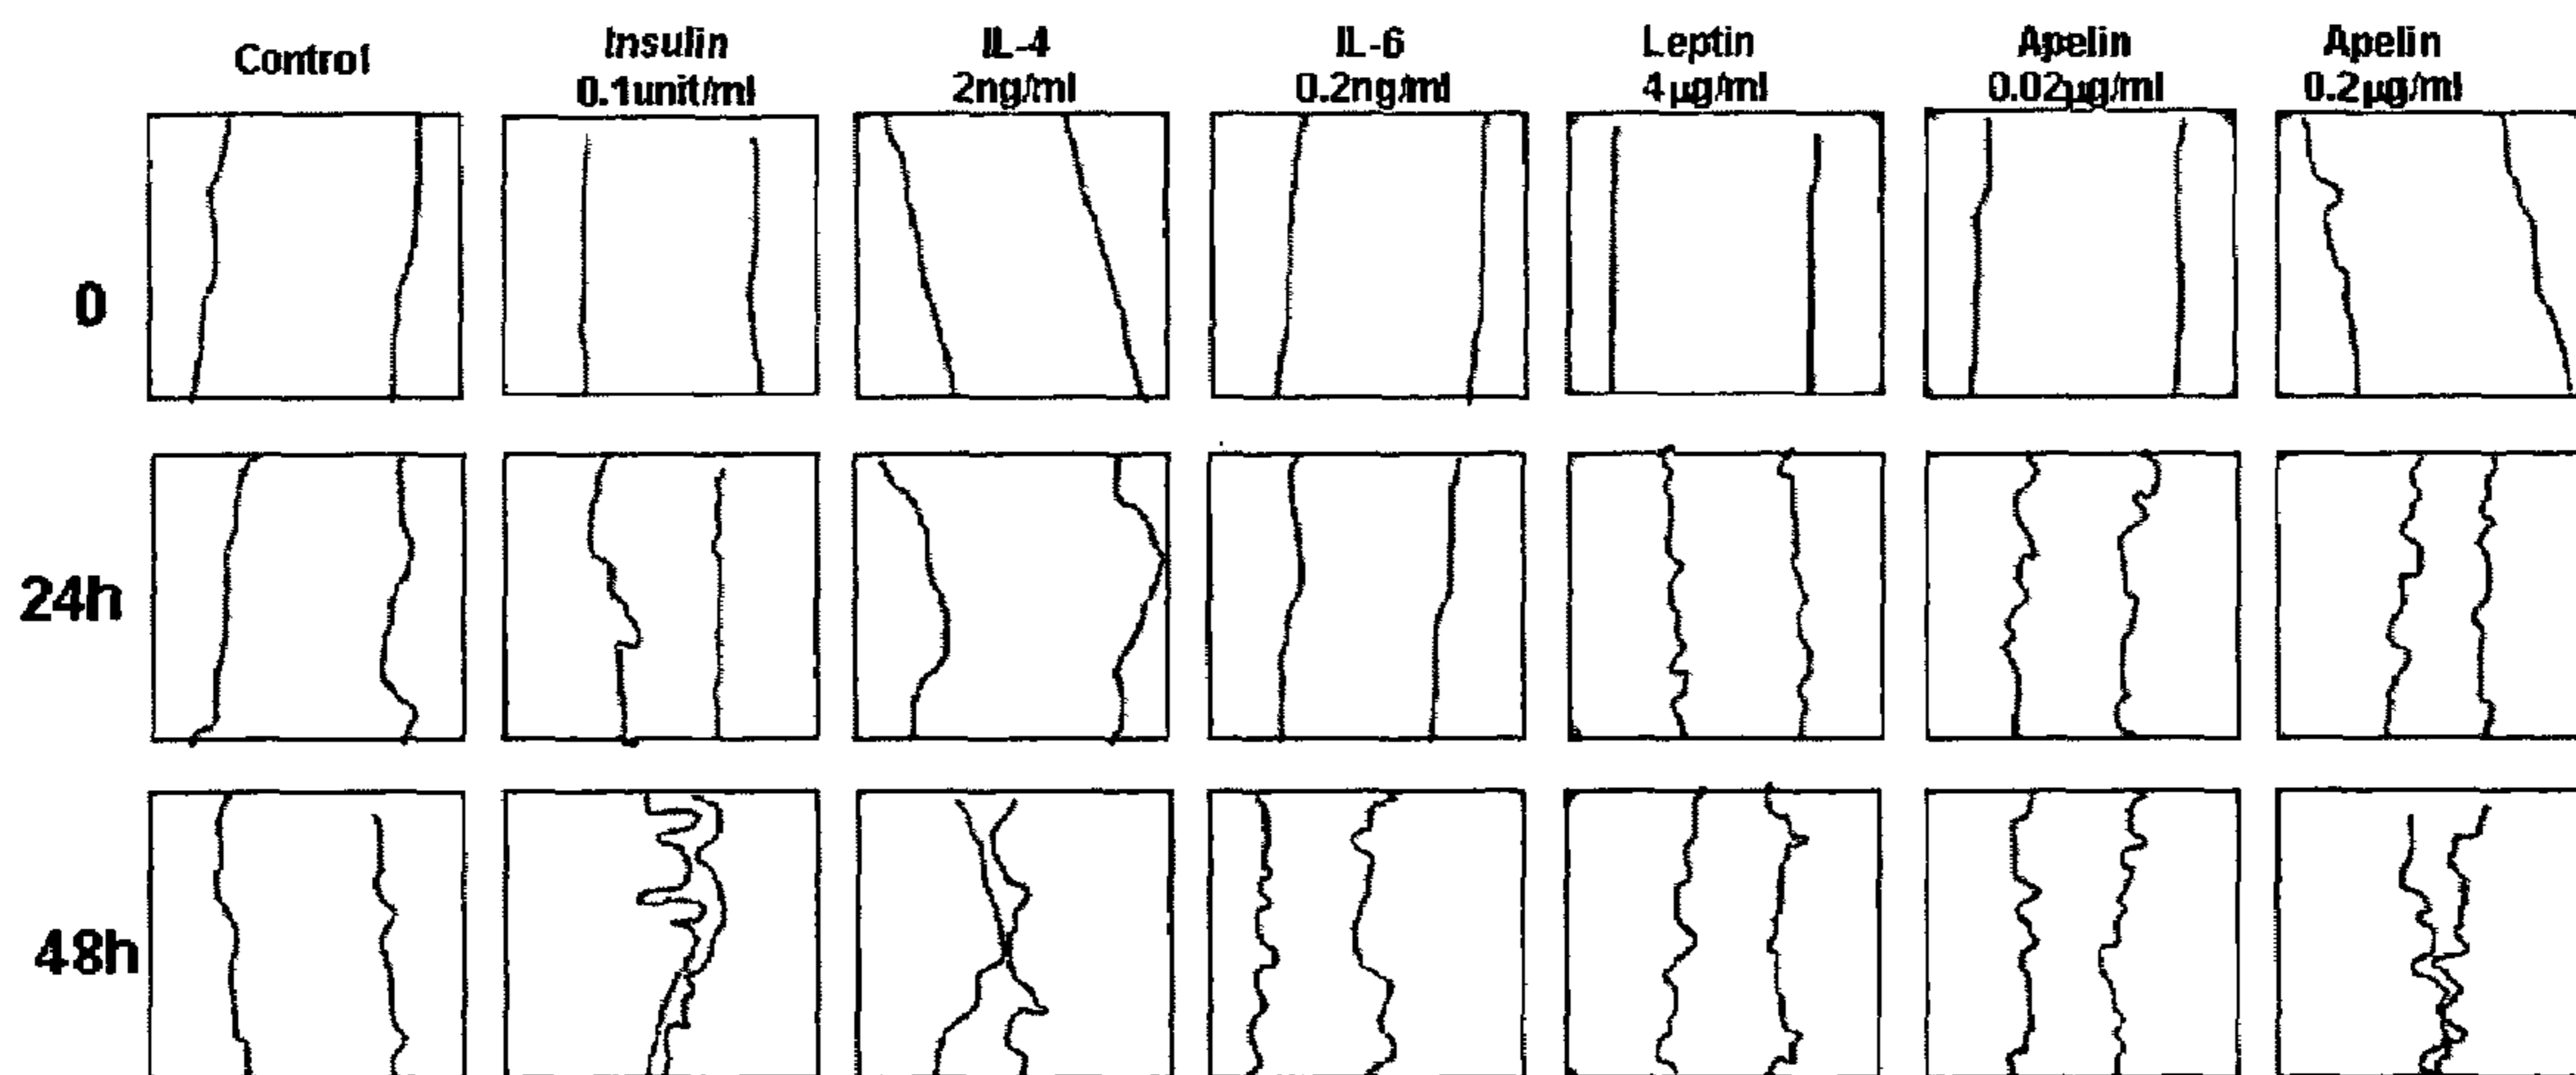 Control
Insulin
0.1unit/ml
IL-4
2ng/ml
IL-6
0.2ng/ml
Leptin
4µg/ml
Apelin
0.02µg/ml
Apelin
0.2µg/ml
0
24h
48h